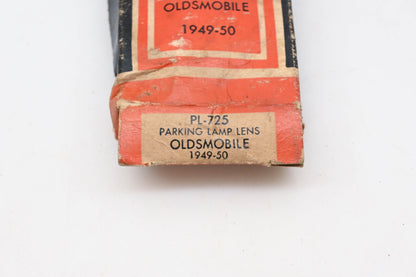 OLDSMOBILE
1949-50
PL-725
PARKING LAMP LENS
OLDSMOBILE
1949-50